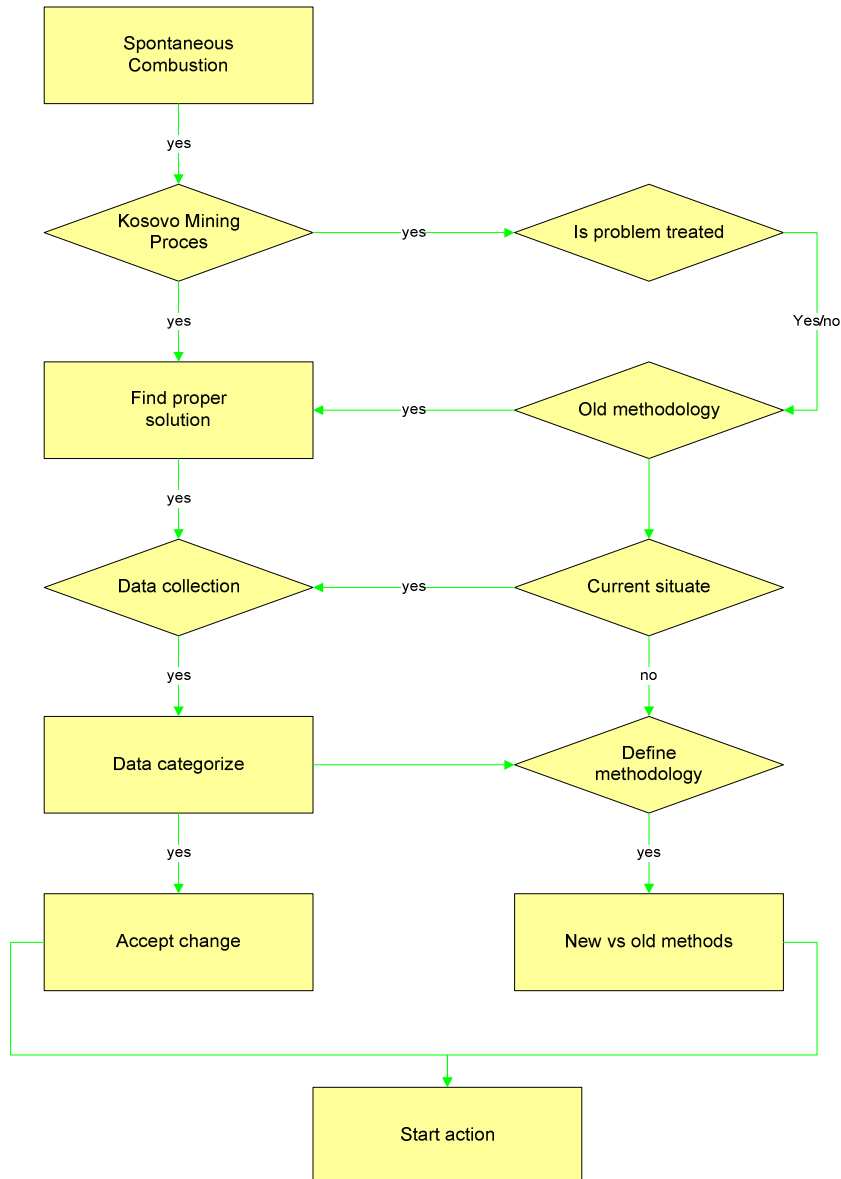 Spontaneous
Combustion
yes
Kosovo Mining
Proces
yes
Is problem treated
yes
Yes/no
Find proper
solution
yes
Old methodology
yes
Data collection
yes
Current situate
yes
no
Data categorize
Define
methodology
yes
yes
Accept change
New vs old methods
Start action